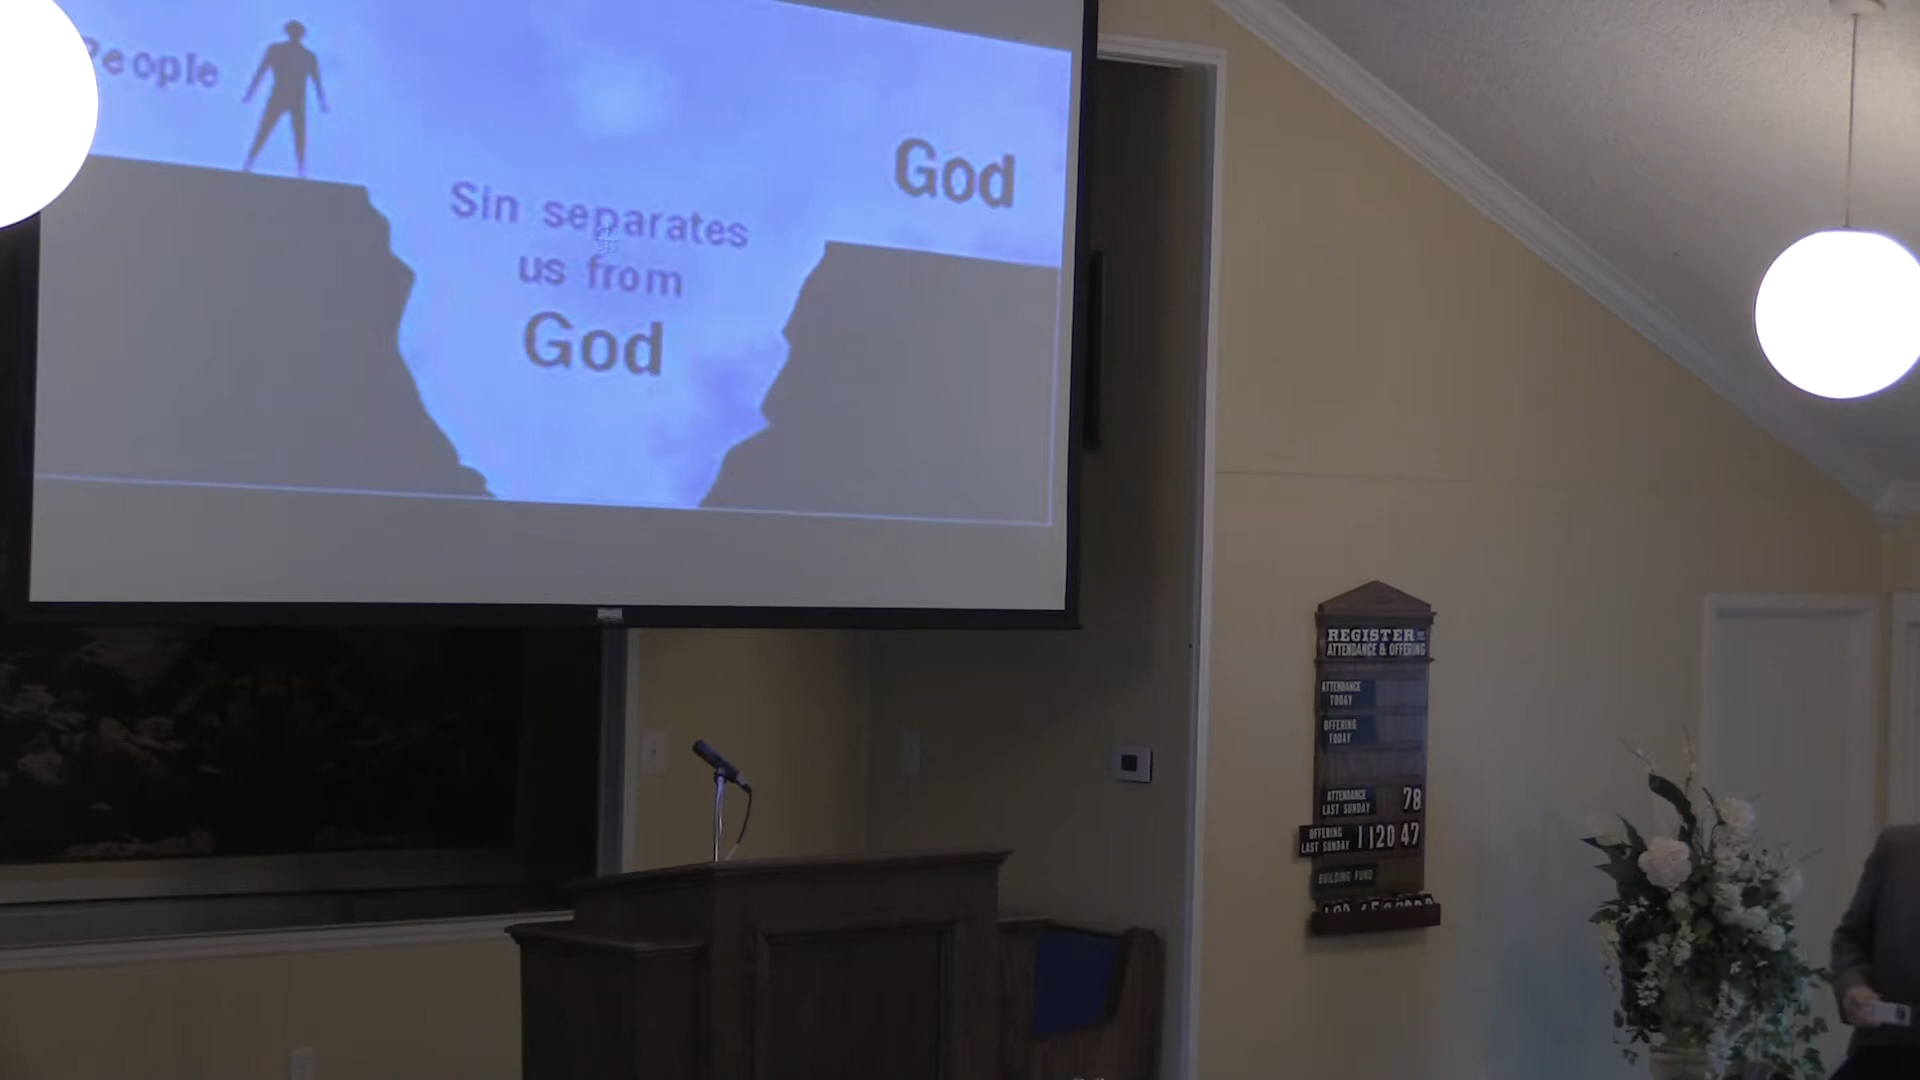 People
God
Sin separates
us from
God
REGISTER OF
ATTENDANCE & OFFERING
ATTENDANCE
TODAY
OFFERING
TODAY
ATTENDANCE
LAST SUNDAY 78
OFFERING
LAST SUNDAY 1120 47
BUILDING FUND